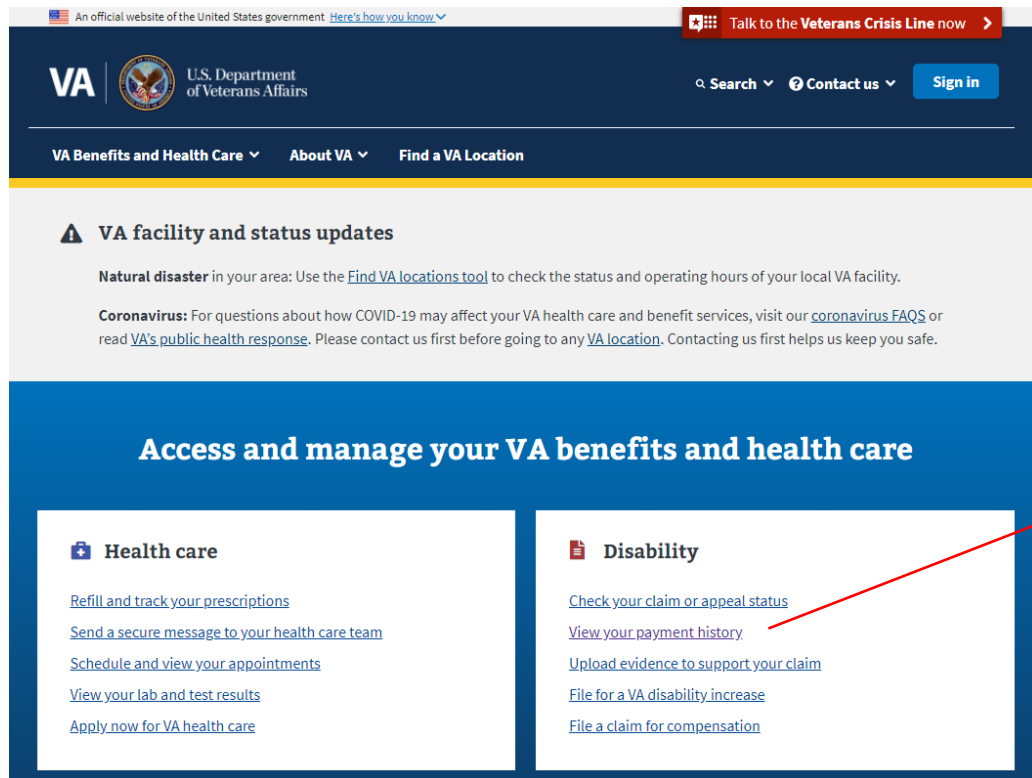 An official website of the United States government Here's how you know
Talk to the Veterans Crisis Line now
VA
U.S. Department
of Veterans Affairs
Search
Contact us
Sign in
VA Benefits and Health Care
About VA
Find a VA Location
VA facility and status updates
Natural disaster in your area: Use the Find VA locations tool to check the status and operating hours of your local VA facility.
Coronavirus: For questions about how COVID-19 may affect your VA health care and benefit services, visit our coronavirus FAQS or
read VA's public health response. Please contact us first before going to any VA location. Contacting us first helps us keep you safe.
Access and manage your VA benefits and health care
Health care
Refill and track your prescriptions
Send a secure message to your health care team
Schedule and view your appointments
View your lab and test results
Apply now for VA health care
Disability
Check your claim or appeal status
View your payment history
Upload evidence to support your claim
File for a VA disability increase
File a claim for compensation